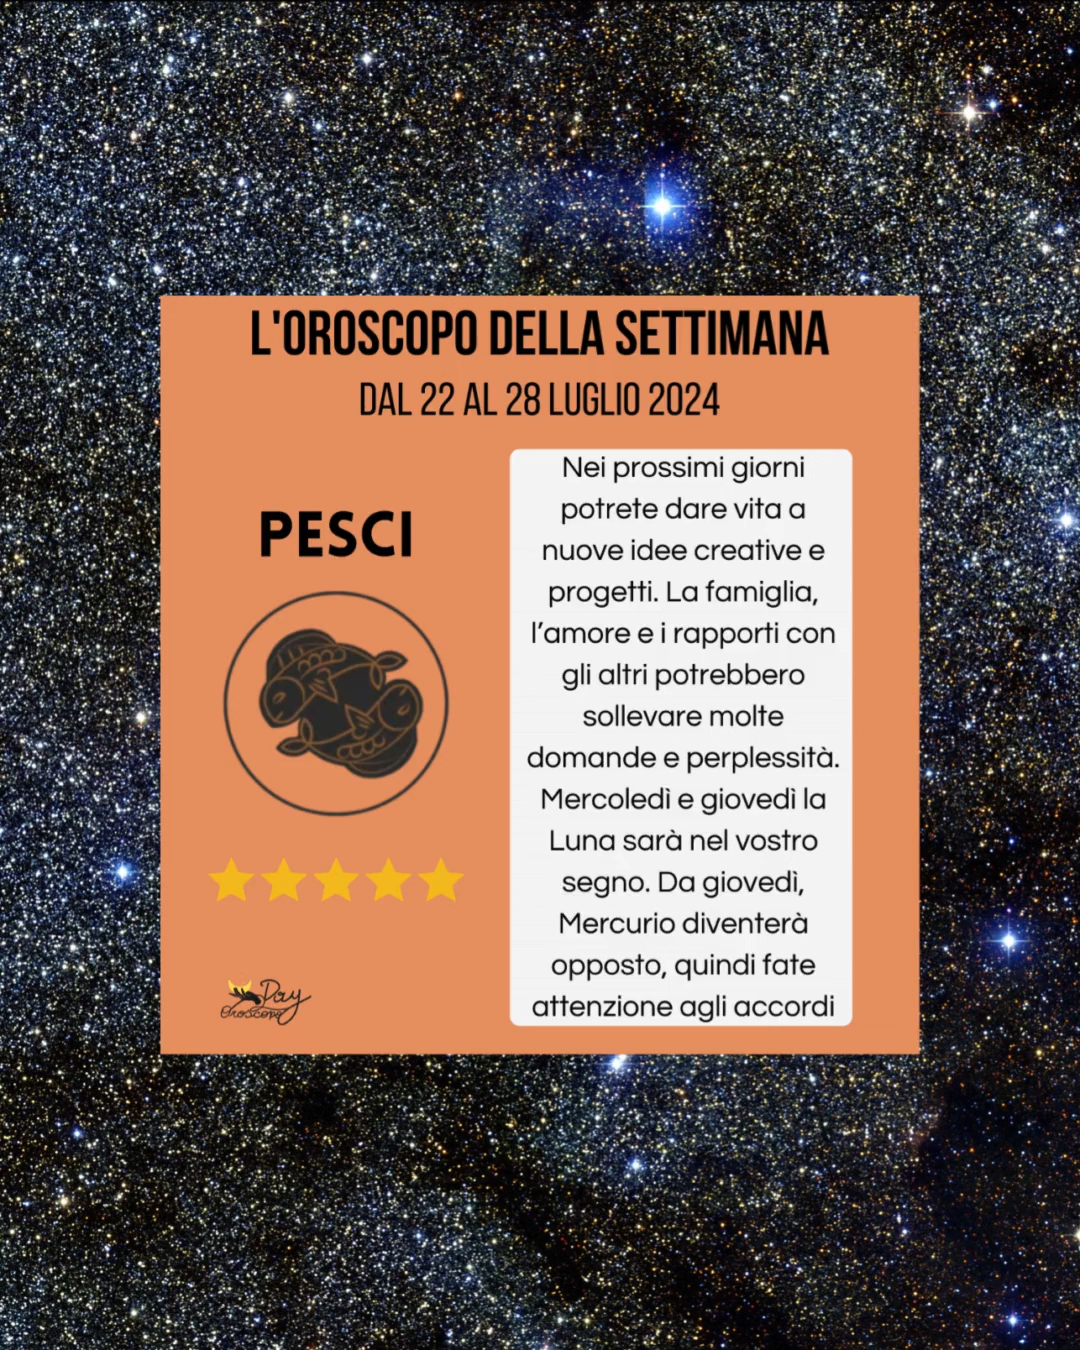 L'OROSCOPO DELLA SETTIMANA
DAL 22 AL 28 LUGLIO 2024
PESCI
Nei prossimi giorni
potrete dare vita a
nuove idee creative e
progetti. La famiglia,
l’amore e i rapporti con
gli altri potrebbero
sollevare molte
domande e perplessità.
Mercoledì e giovedì la
Luna sarà nel vostro
segno. Da giovedì,
Mercurio diventerà
opposto, quindi fate
attenzione agli accordi
Day
Oroscopo